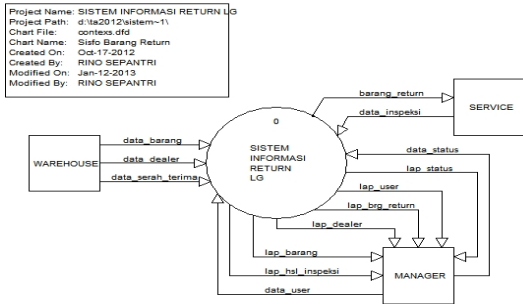 Project Name: SISTEM INFORMASI RETURN LG
Project Path: d:\ta2012\sistem~1\
Chart File: contexs.dfd
Chart Name: Sisfo Barang Return
Created On: Oct-17-2012
Created By: RINO SEPANTRI
Modified On: Jan-12-2013
Modified By: RINO SEPANTRI
barang_return
data_inspeksi
SERVICE
0
SISTEM
INFORMASI
RETURN
LG
WAREHOUSE
data_barang
data_dealer
data_serah_terima
data_status
lap_status
lap_user
lap_brg_return
lap_dealer
lap_barang
lap_hsl_inspeksi
data_user
MANAGER